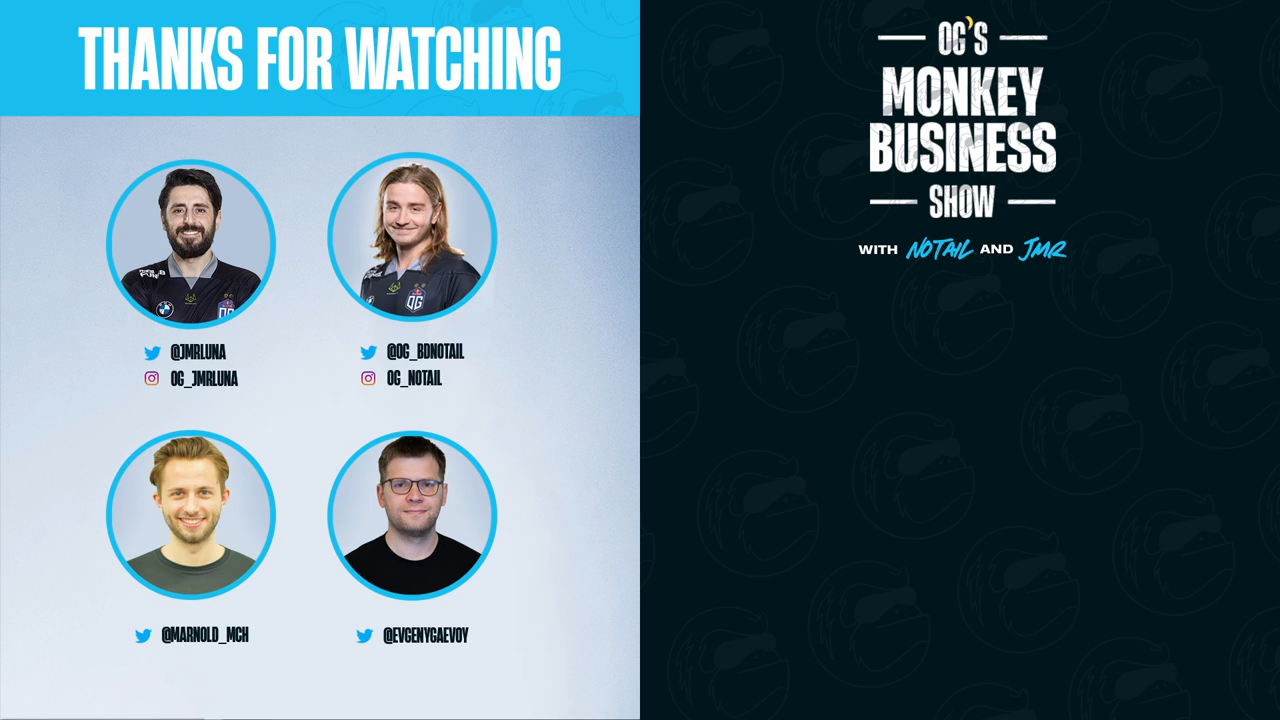 THANKS FOR WATCHING
@JMRLUNA
OG_JMRLUNA
@OG_BDNOTAIL
OG_NOTAIL
@MARNOLD_MCH
@EVGENYGAEVOY
OG'S
MONKEY
BUSINESS
SHOW
WITH NOTAIL AND JMR